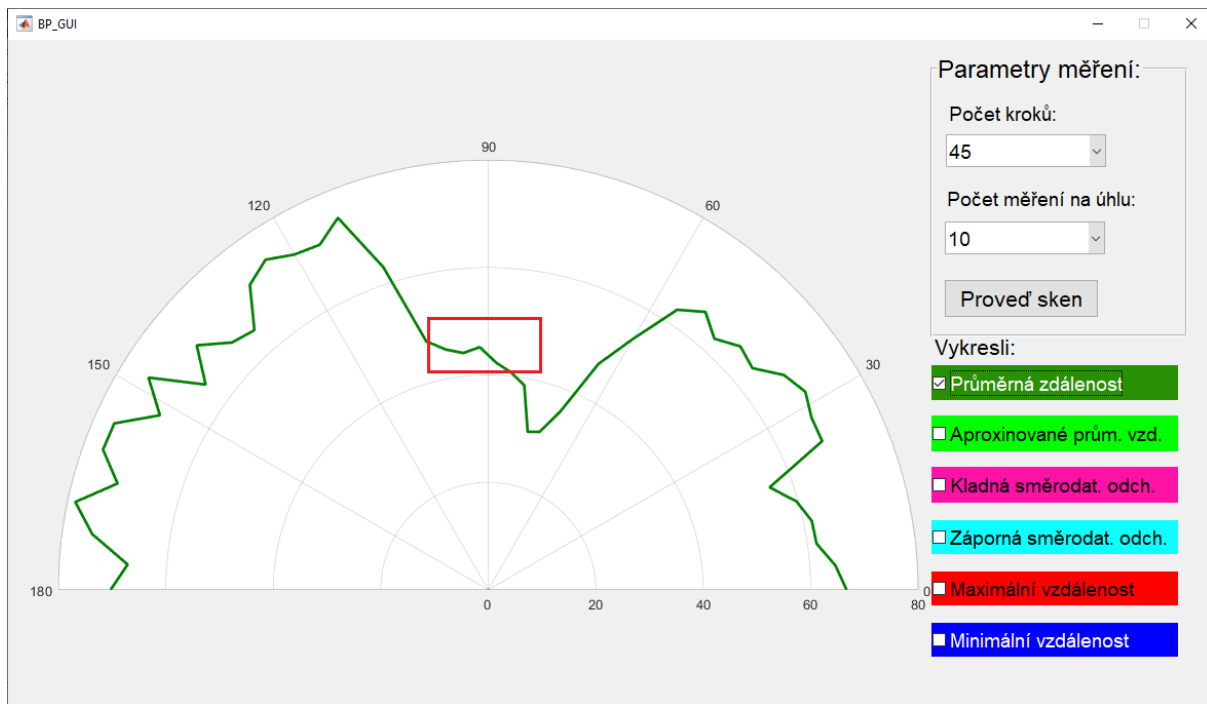 BP_GUI
Parametry měření:
Počet kroků:
45
Počet měření na úhlu:
10
Proveď sken
Vykresli:
Průměrná zdálenost
Aproxinované prům. vzd.
Kladná směrodat. odch.
Záporná směrodat. odch.
Maximální vzdálenost
Minimální vzdálenost
90
120
60
150
30
180
0
0
20
40
60
80